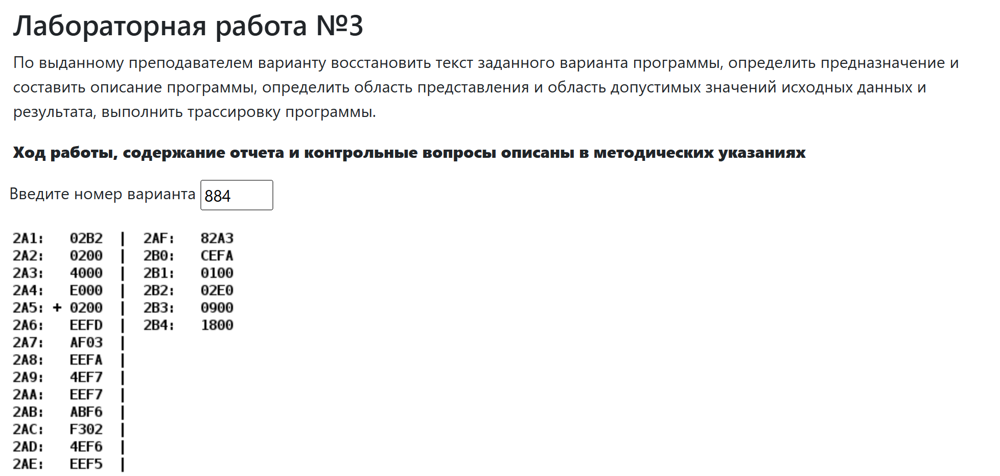 Лабораторная работа №3
По выданному преподавателем варианту восстановить текст заданного варианта программы, определить предназначение и
составить описание программы, определить область представления и область допустимых значений исходных данных и
результата, выполнить трассировку программы.
Ход работы, содержание отчета и контрольные вопросы описаны в методических указаниях
Введите номер варианта 884
2A1: 02B2 | 2AF: 82A3
2A2: 0200 | 2B0: CEFA
2A3: 4000 | 2B1: 0100
2A4: E000 | 2B2: 02E0
2A5: + 0200 | 2B3: 0900
2A6: EEFD | 2B4: 1800
2A7: AF03 |
2A8: EEFA |
2A9: 4EF7 |
2AA: EEF7 |
2AB: ABF6 |
2AC: F302 |
2AD: 4EF6 |
2AE: EEF5 |